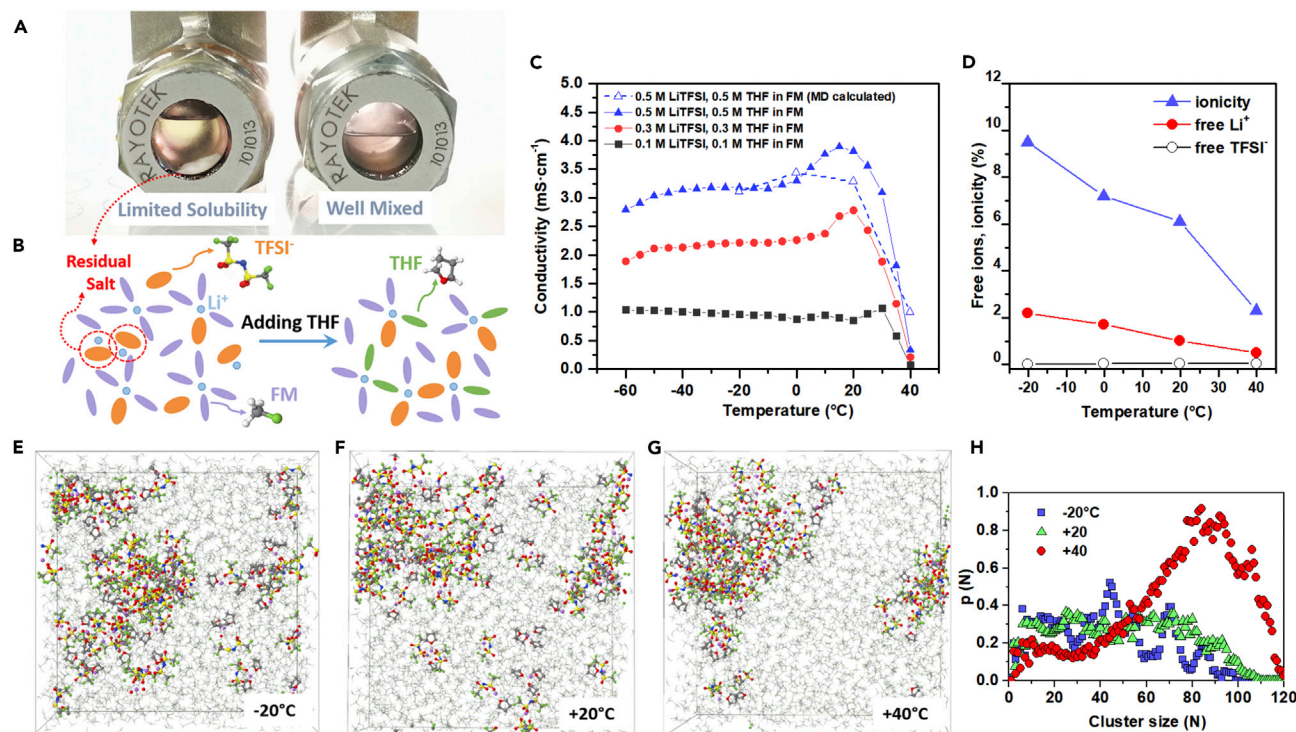 A
RAYOTEK
101013
RAYOTEK
101013
Limited Solubility
Well Mixed
B
Residual
Salt
TFSI-
Li+
FM
Adding THF
THF
C
5.0
4.5
4.0
3.5
3.0
2.5
2.0
1.5
1.0
0.5
0.0
Conductivity (mS·cm-1)
0.5 M LiTFSI, 0.5 M THF in FM (MD calculated)
0.5 M LiTFSI, 0.5 M THF in FM
0.3 M LiTFSI, 0.3 M THF in FM
0.1 M LiTFSI, 0.1 M THF in FM
-60 -40 -20 0 20 40
Temperature (°C)
D
12
10
8
6
4
2
0
Free ions, ionicity (%)
ionicity
free Li+
free TFSI-
-20 -10 0 10 20 30 40
Temperature (°C)
E
-20°C
F
+20°C
G
+40°C
H
1.0
0.8
0.6
0.4
0.2
0.0
p (N)
-20°C
+20
+40
0 20 40 60 80 100 120
Cluster size (N)